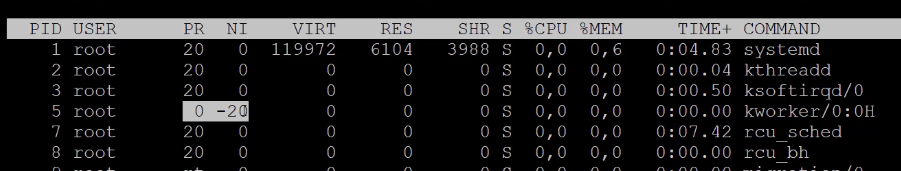 PID USER PR NI VIRT RES SHR S %CPU %MEM TIME+ COMMAND
1 root 20 0 119972 6104 3988 S 0,0 0,6 0:04.83 systemd
2 root 20 0 0 0 0 S 0,0 0,0 0:00.04 kthreadd
3 root 20 0 0 0 0 S 0,0 0,0 0:00.50 ksoftirqd/0
5 root 0 -20 0 0 0 S 0,0 0,0 0:00.00 kworker/0:0H
7 root 20 0 0 0 0 S 0,0 0,0 0:07.42 rcu_sched
8 root 20 0 0 0 0 S 0,0 0,0 0:00.00 rcu_bh